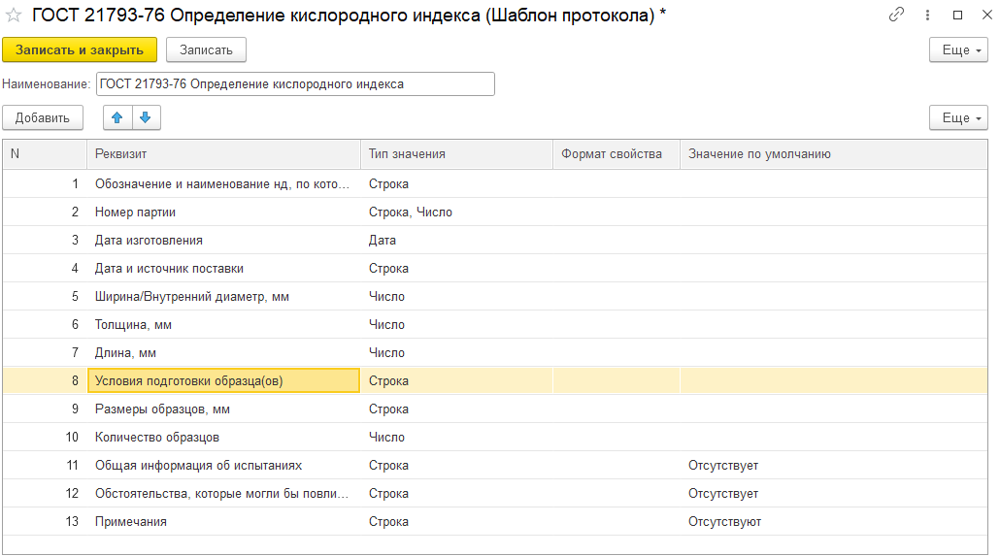 ГОСТ 21793-76 Определение кислородного индекса (Шаблон протокола) *
Записать и закрыть Записать Еще
Наименование: ГОСТ 21793-76 Определение кислородного индекса
Добавить Еще
N Реквизит Тип значения Формат свойства Значение по умолчанию
1 Обозначение и наименование нд, по кото... Строка
2 Номер партии Строка, Число
3 Дата изготовления Дата
4 Дата и источник поставки Строка
5 Ширина/Внутренний диаметр, мм Число
6 Толщина, мм Число
7 Длина, мм Число
8 Условия подготовки образца(ов) Строка
9 Размеры образцов, мм Строка
10 Количество образцов Число
11 Общая информация об испытаниях Строка Отсутствует
12 Обстоятельства, которые могли бы повли... Строка Отсутствует
13 Примечания Строка Отсутствуют